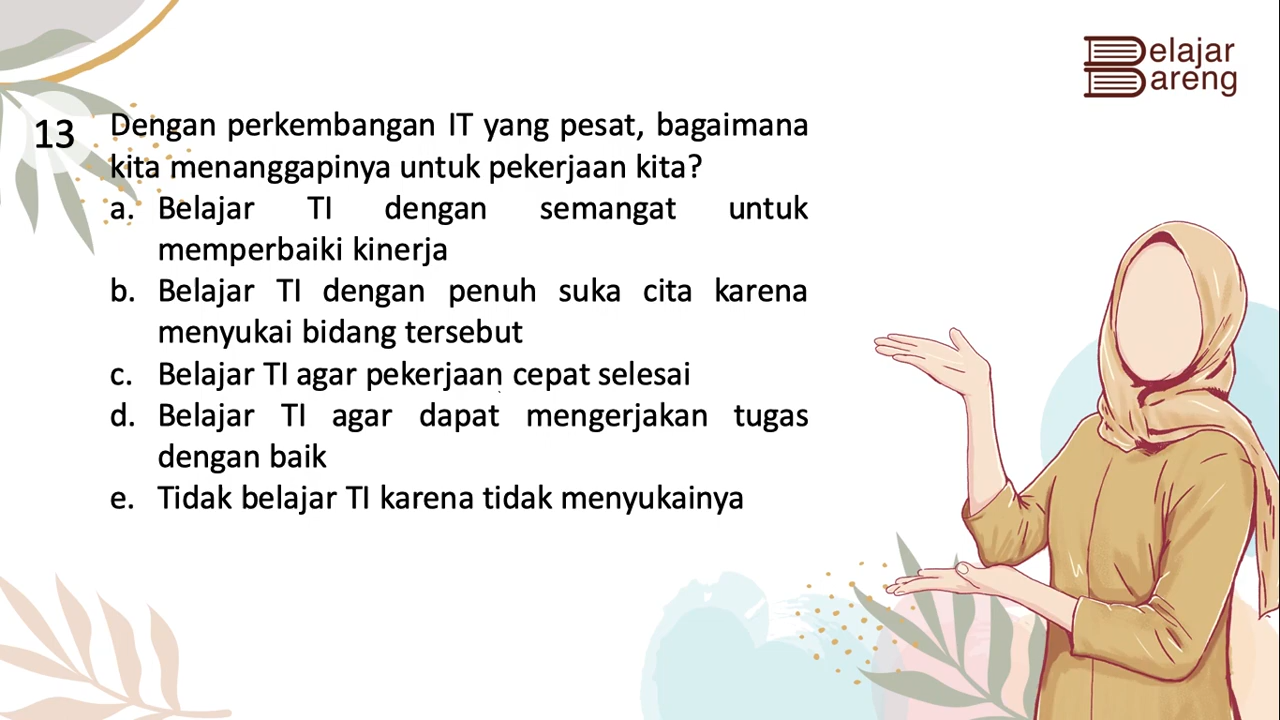 Belajar
Bareng
13 Dengan perkembangan IT yang pesat, bagaimana
kita menanggapinya untuk pekerjaan kita?
a. Belajar TI dengan semangat untuk
memperbaiki kinerja
b. Belajar TI dengan penuh suka cita karena
menyukai bidang tersebut
c. Belajar TI agar pekerjaan cepat selesai
d. Belajar TI agar dapat mengerjakan tugas
dengan baik
e. Tidak belajar TI karena tidak menyukainya